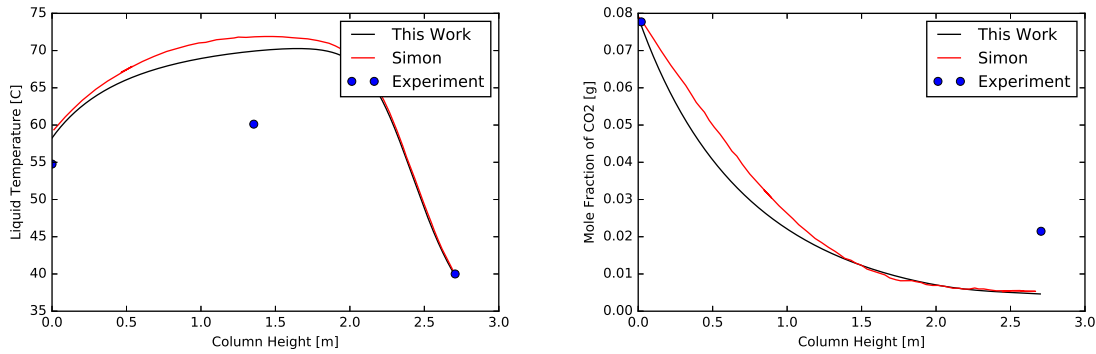 75
70
65
60
55
50
45
40
35
Liquid Temperature [C]
0.0 0.5 1.0 1.5 2.0 2.5 3.0
Column Height [m]
This Work
Simon
Experiment
0.08
0.07
0.06
0.05
0.04
0.03
0.02
0.01
0.00
Mole Fraction of CO2 [g]
0.0 0.5 1.0 1.5 2.0 2.5 3.0
Column Height [m]
This Work
Simon
Experiment